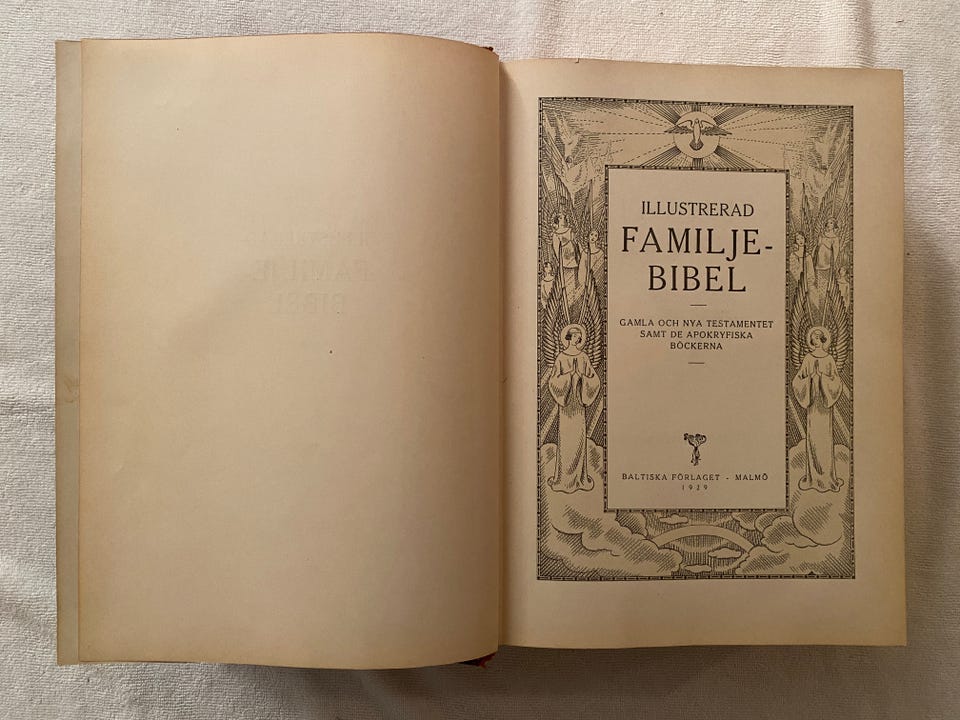 ILLUSTRERAD
FAMILJE-
BIBEL
GAMLA OCH NYA TESTAMENTET
SAMT DE APOKRYFISKA
BÖCKERNA
BALTISKA FÖRLAGET - MALMÖ
1929